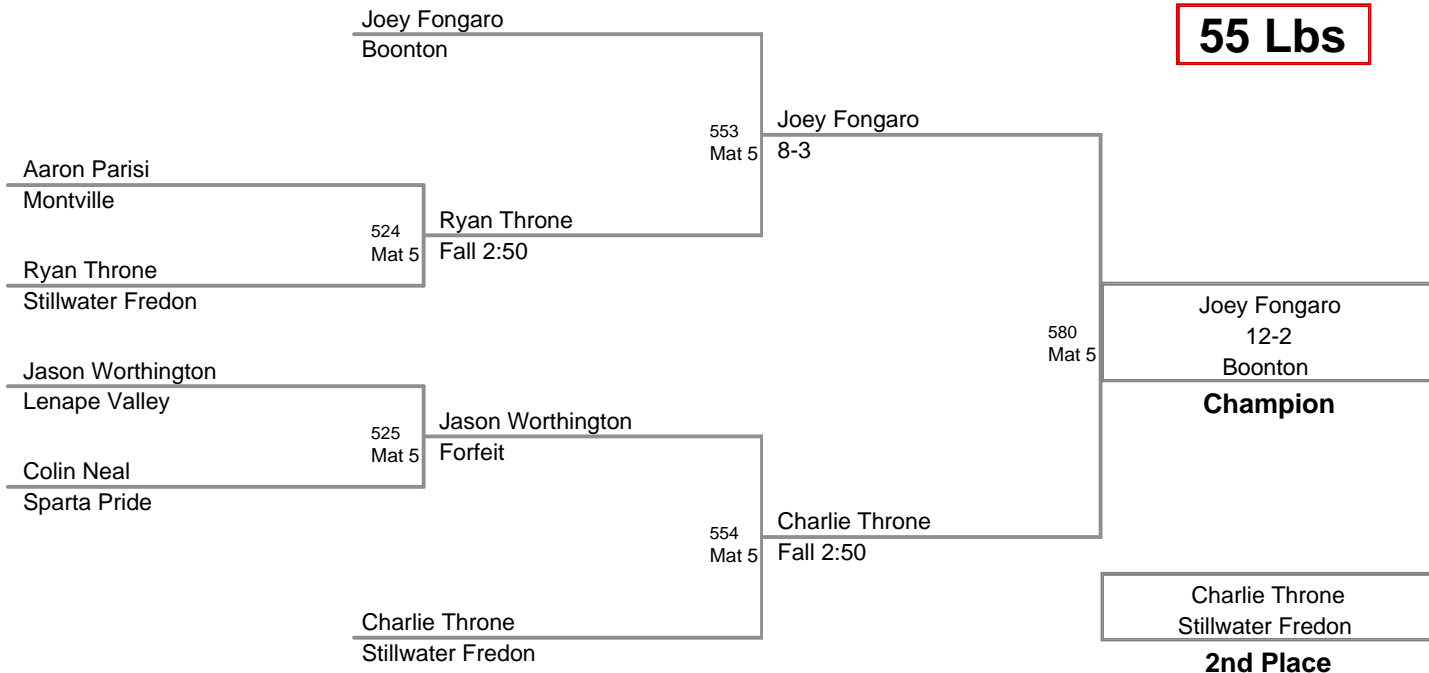 Joey Fongaro
Boonton
55 Lbs
553
Mat 5
Joey Fongaro
8-3
Aaron Parisi
Montville
524
Mat 5
Ryan Throne
Fall 2:50
Ryan Throne
Stillwater Fredon
Jason Worthington
Lenape Valley
525
Mat 5
Jason Worthington
Forfeit
Colin Neal
Sparta Pride
580
Mat 5
Joey Fongaro
12-2
Boonton
Champion
554
Mat 5
Charlie Throne
Fall 2:50
Charlie Throne
Stillwater Fredon
Charlie Throne
Stillwater Fredon
2nd Place